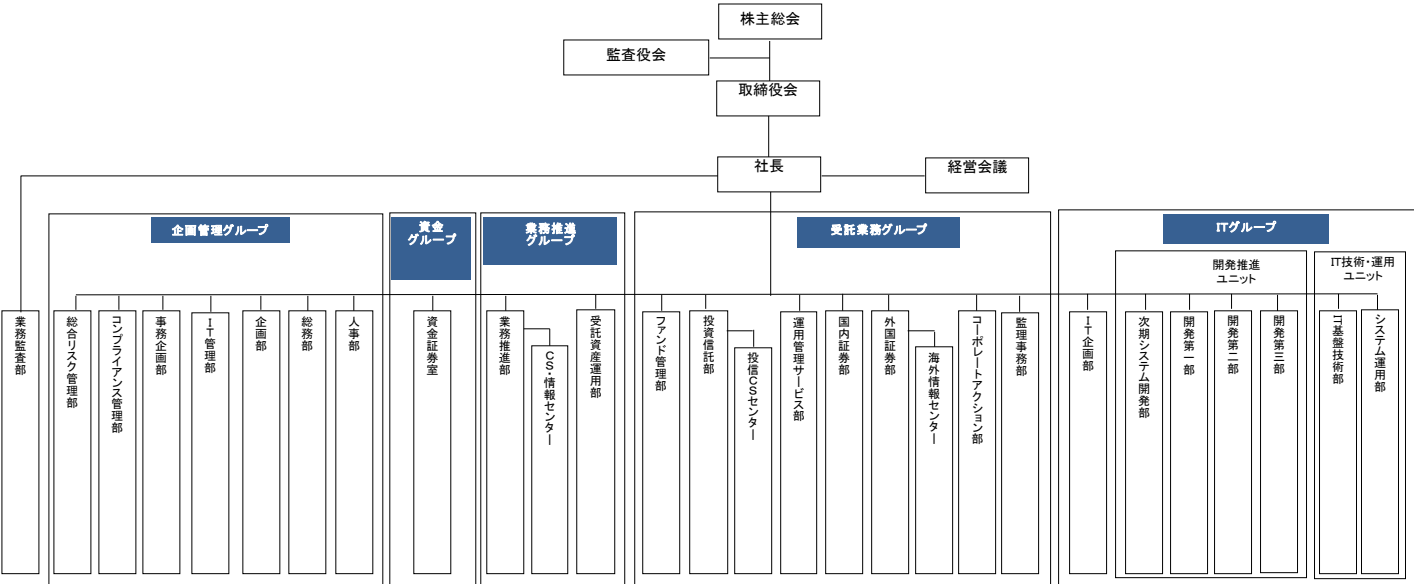 株主総会
監査役会
取締役会
社長
経営会議
企画管理グループ
資金
グループ
業務推進
グループ
受託業務グループ
ITグループ
開発推進
ユニット
IT技術・運用
ユニット
業務監査部
総合リスク管理部
コンプライアンス管理部
事務企画部
IT管理部
企画部
総務部
人事部
資金証券室
業務推進部
CS・情報センター
受託資産運用部
ファンド管理部
投資信託部
投信CSセンター
運用管理サービス部
国内証券部
外国証券部
海外情報センター
コーポレートアクション部
監理事務部
IT企画部
次期システム開発部
開発第一部
開発第二部
開発第三部
IT基盤技術部
システム運用部